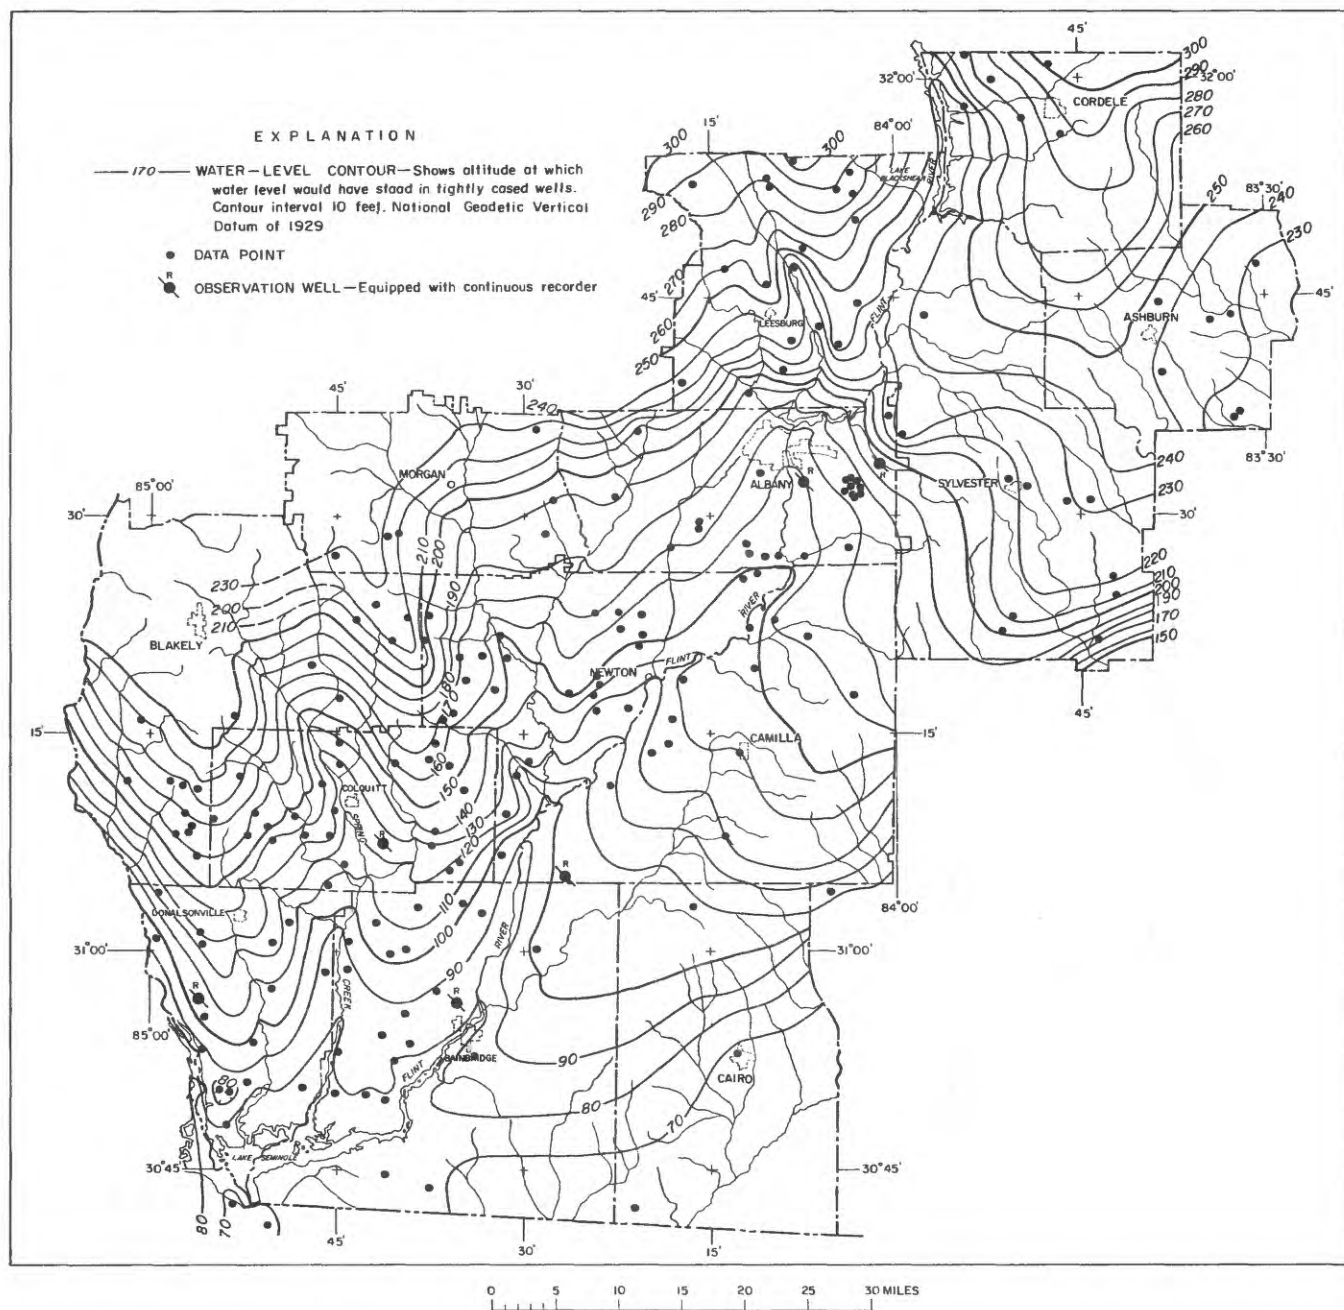 45'
300
290
32°00'
32°00'
CORDELE
280
270
260
EXPLANATION
15'
84°00'
170 WATER-LEVEL CONTOUR—Shows altitude at which
water level would have stood in tightly cased wells.
Contour interval 10 feet. National Geodetic Vertical
Datum of 1929
DATA POINT
R
OBSERVATION WELL—Equipped with continuous recorder
300
300
LAKE BLACKSHEAR
RIVER
290
280
250
83°30'
240
230
270
45'
45'
LEESBURG
FLINT
ASHBURN
260
250
45'
30'
240
83°30'
MORGAN
85°00'
R
R
ALBANY
SYLVESTER
240
230
30'
30'
210
200
190
230
200
210
220
210
200
90
170
150
BLAKELY
RIVER
FLINT
NEWTON
180
170
45'
15'
15'
CAMILLA
160
150
COLQUITT
SPRING
140
130
120
R
R
110
100
84°00'
DONALSONVILLE
RIVER
31°00'
31°00'
90
R
R
CREEK
85°00'
BAINBRIDGE
FLINT
90
CAIRO
80
80
70
LAKE SEMINOLE
30°45'
30°45'
80
70
45'
30'
15'
0 5 10 15 20 25 30 MILES